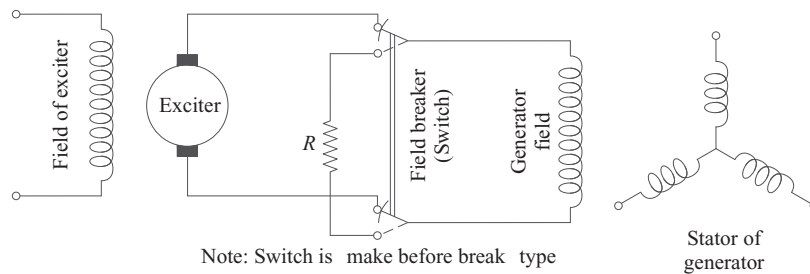 Field of exciter
Exciter
R
Field breaker
(Switch)
Generator
field
Note: Switch is make before break type
Stator of
generator